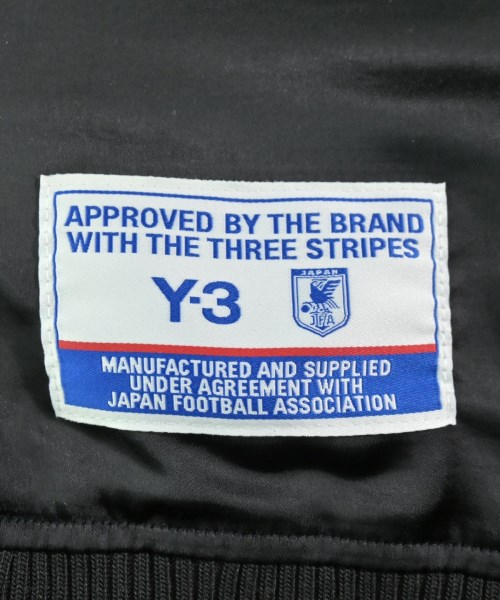 APPROVED BY THE BRAND
WITH THE THREE STRIPES
Y-3
JAPAN
JFA
MANUFACTURED AND SUPPLIED
UNDER AGREEMENT WITH
JAPAN FOOTBALL ASSOCIATION